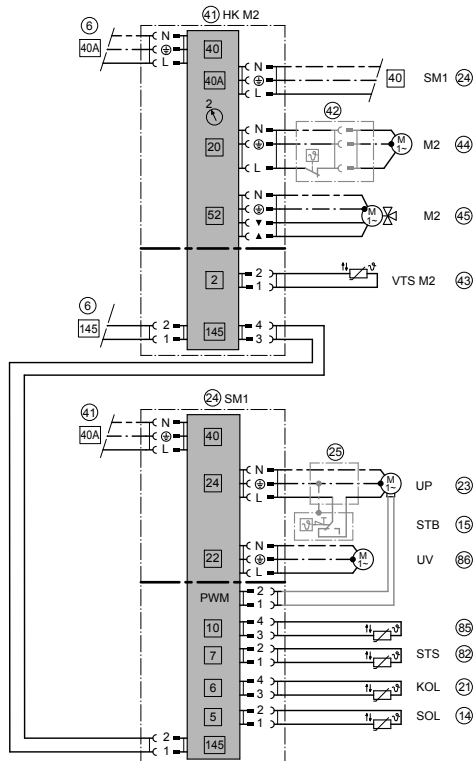 6 41 HK M2
40A N 40
L 40A N 40 SM1 24
L
2 42
20 N M 1~ M2 44
L ϑ
52 N M 1~ M2 45
▼
▲
2 2 ϑ VTS M2 43
1
6
145 2 145 4
1 3
41 24 SM1
40A N 40
L
25
24 N M 1~ UP 23
L
ϑ STB 15
22 N M 1~ UV 86
L
PWM 2
1
10 4 ϑ 85
3
7 2 ϑ STS 82
1
6 4 ϑ KOL 21
3
5 2 ϑ SOL 14
1
2 145
1